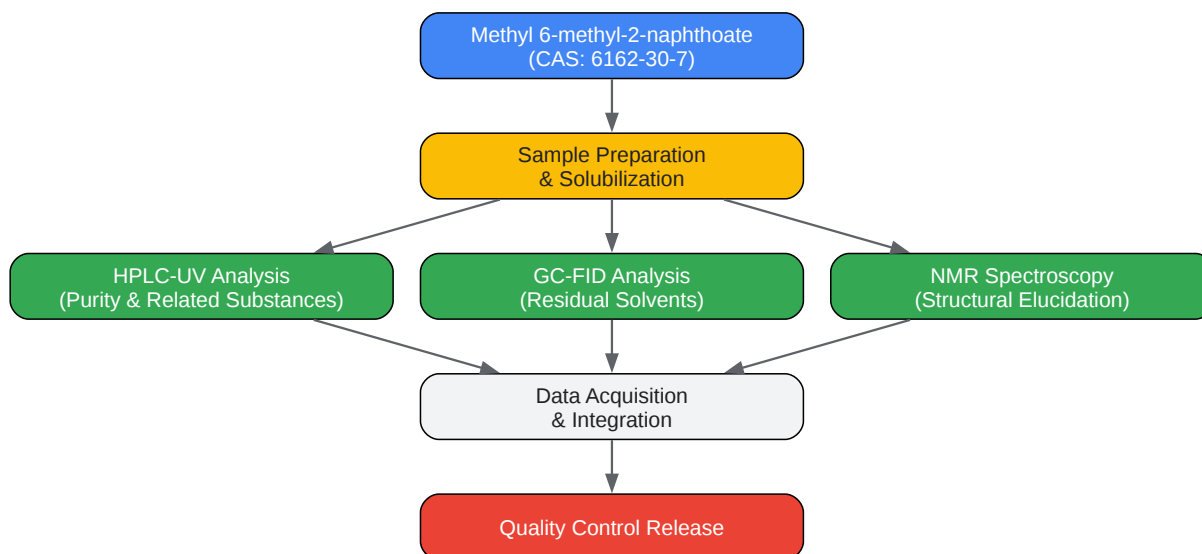 Methyl 6-methyl-2-naphthoate
(CAS: 6162-30-7)
Sample Preparation
& Solubilization
HPLC-UV Analysis
(Purity & Related Substances)
GC-FID Analysis
(Residual Solvents)
NMR Spectroscopy
(Structural Elucidation)
Data Acquisition
& Integration
Quality Control Release